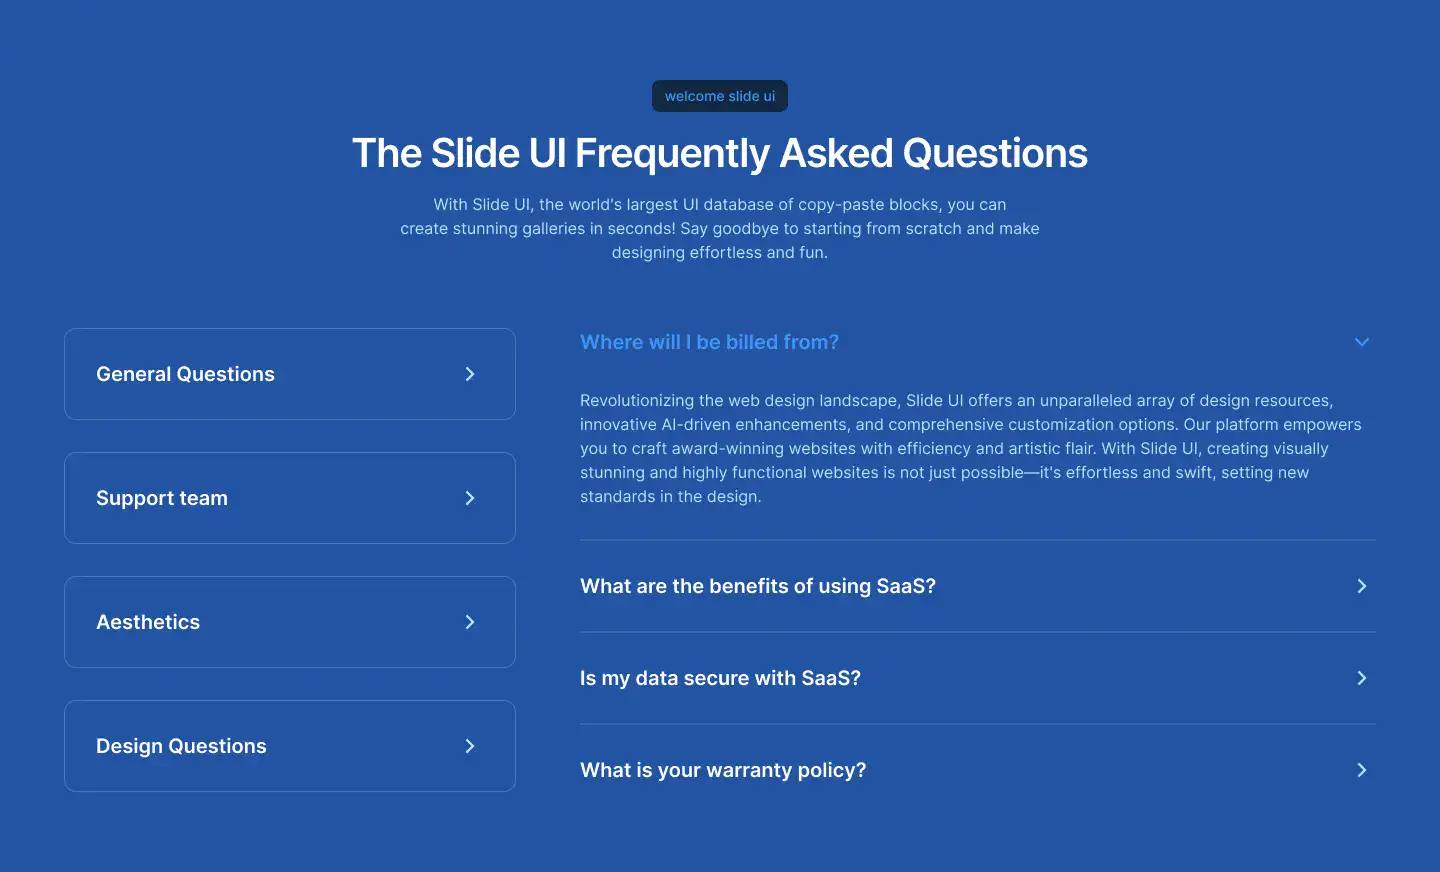 welcome slide ui
The Slide UI Frequently Asked Questions
With Slide UI, the world's largest UI database of copy-paste blocks, you can
create stunning galleries in seconds! Say goodbye to starting from scratch and make
designing effortless and fun.
General Questions
Support team
Aesthetics
Design Questions
Where will I be billed from?
Revolutionizing the web design landscape, Slide UI offers an unparalleled array of design resources,
innovative AI-driven enhancements, and comprehensive customization options. Our platform empowers
you to craft award-winning websites with efficiency and artistic flair. With Slide UI, creating visually
stunning and highly functional websites is not just possible—it's effortless and swift, setting new
standards in the design.
What are the benefits of using SaaS?
Is my data secure with SaaS?
What is your warranty policy?